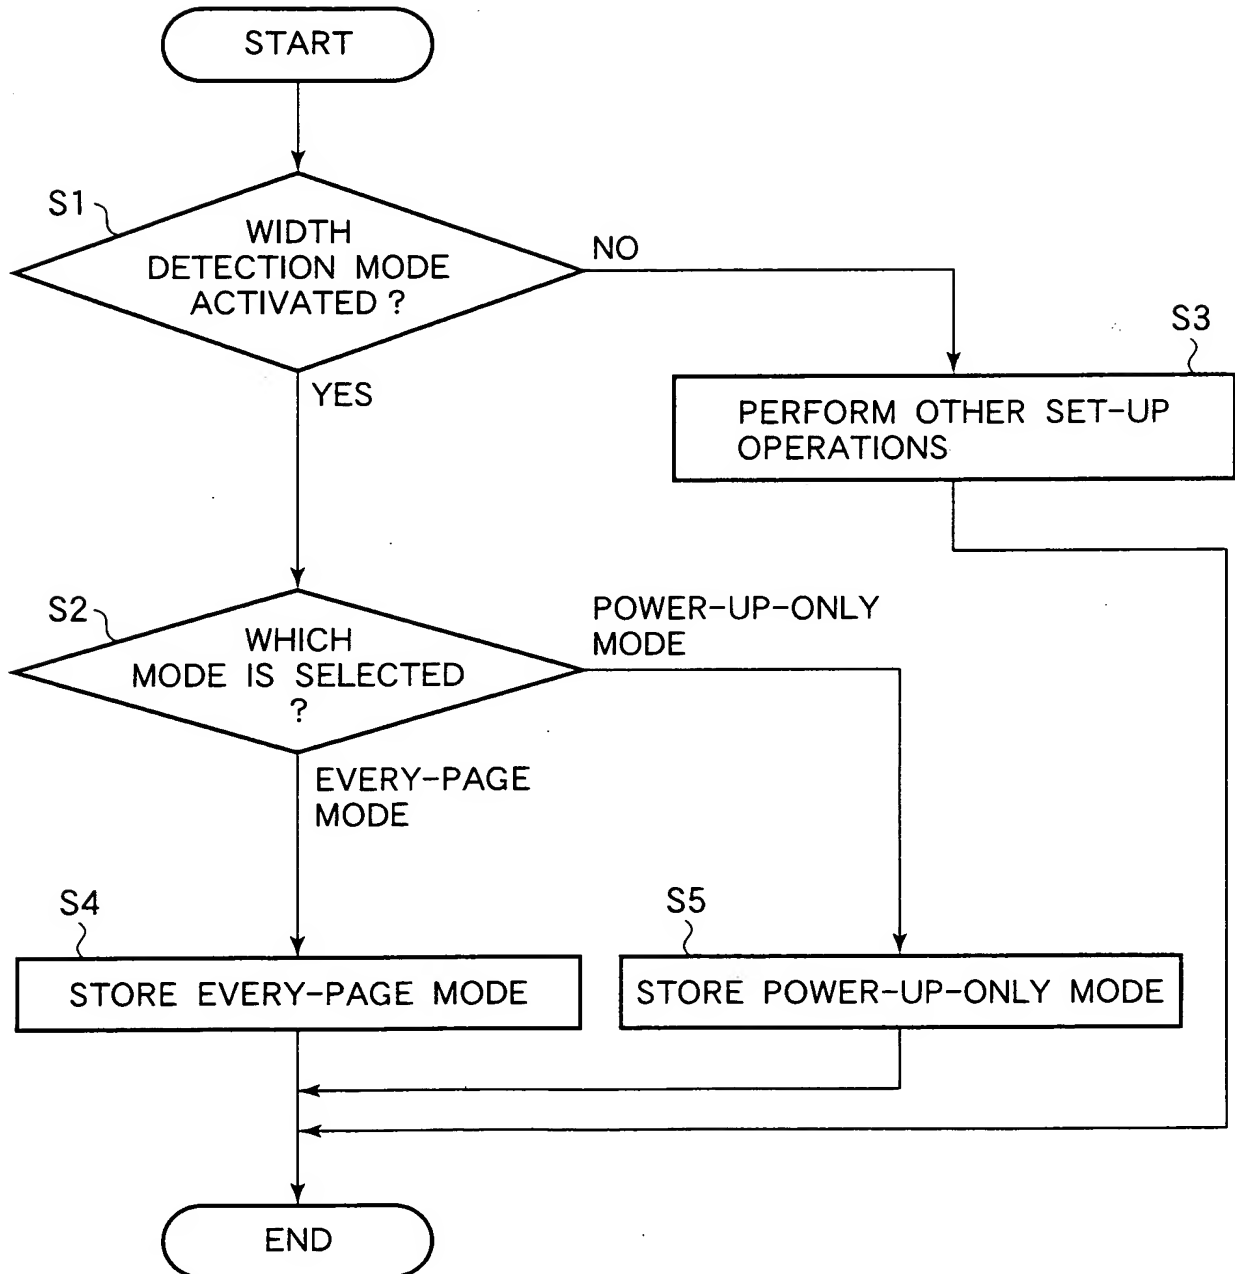 START
S1
WIDTH
DETECTION MODE
ACTIVATED ?
NO
YES
S3
PERFORM OTHER SET-UP
OPERATIONS
S2
WHICH
MODE IS SELECTED
?
POWER-UP-ONLY
MODE
EVERY-PAGE
MODE
S4
STORE EVERY-PAGE MODE
S5
STORE POWER-UP-ONLY MODE
END